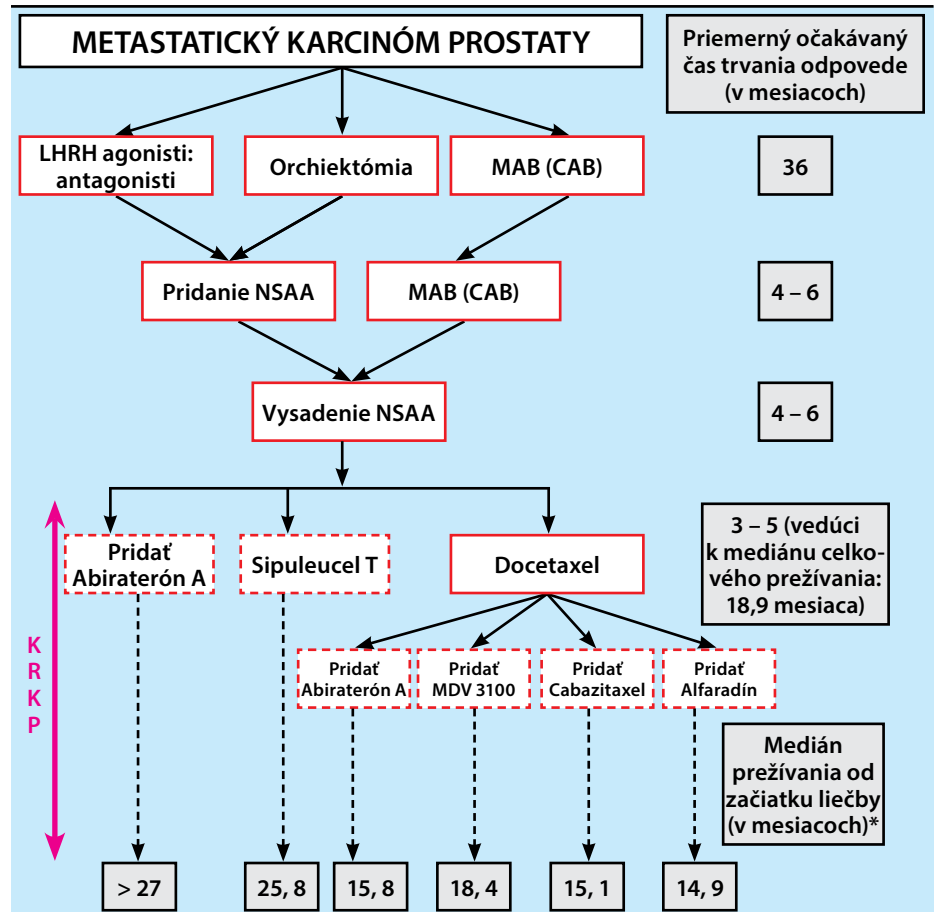 METASTATICKÝ KARCINÓM PROSTATY
Priemerný očakávaný
čas trvania odpovede
(v mesiacoch)
LHRH agonisti:
antagonisti
Orchiektómia
MAB (CAB)
36
Pridanie NSAA
MAB (CAB)
4 – 6
Vysadenie NSAA
4 – 6
Pridať
Abiraterón A
Sipuleucel T
Docetaxel
3 – 5 (vedúci
k mediánu celko-
vého prežívania:
18,9 mesiaca)
K
R
K
P
Pridať
Abiraterón A
Pridať
MDV 3100
Pridať
Cabazitaxel
Pridať
Alfaradín
Medián
prežívania od
začiatku liečby
(v mesiacoch)*
> 27
25, 8
15, 8
18, 4
15, 1
14, 9